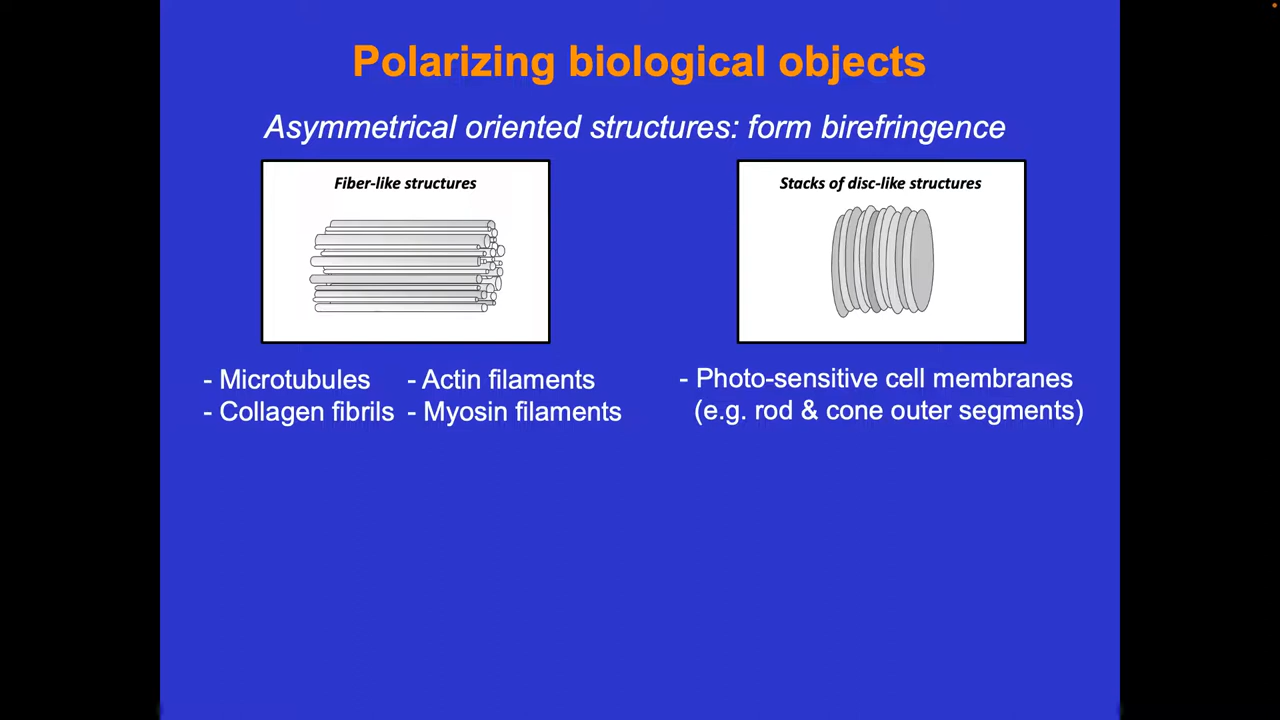 Polarizing biological objects
Asymmetrical oriented structures: form birefringence
Fiber-like structures
Stacks of disc-like structures
- Microtubules - Actin filaments
- Collagen fibrils - Myosin filaments
- Photo-sensitive cell membranes
(e.g. rod & cone outer segments)